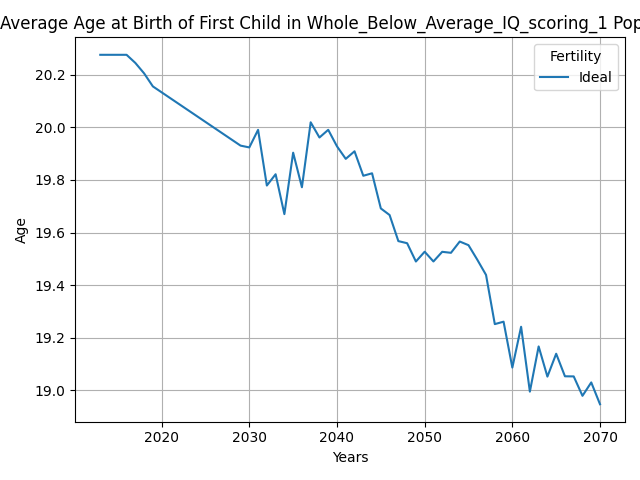 Average Age at Birth of First Child in Whole_Below_Average_IQ_scoring_1 Pop
Fertility
Ideal
Age
20.2
20.0
19.8
19.6
19.4
19.2
19.0
2020 2030 2040 2050 2060 2070
Years